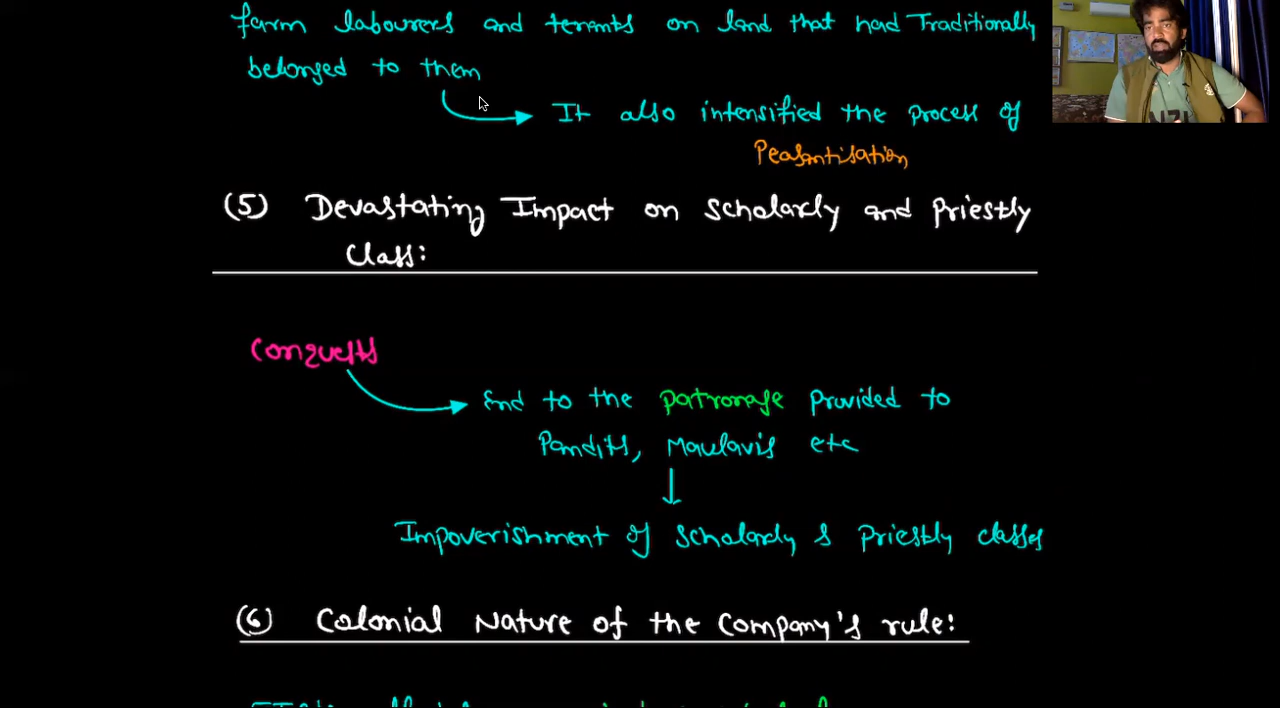 farm labourers and tenants on land that had Traditionally
belonged to them
It also intensified the process of
Peasantisation
(5) Devastating Impact on Scholarly and Priestly
Class:
Conquests
End to the patronage provided to
Pandits, Maulavis etc
Impoverishment of Scholarly & Priestly classes
(6) Colonial Nature of the Company's rule: